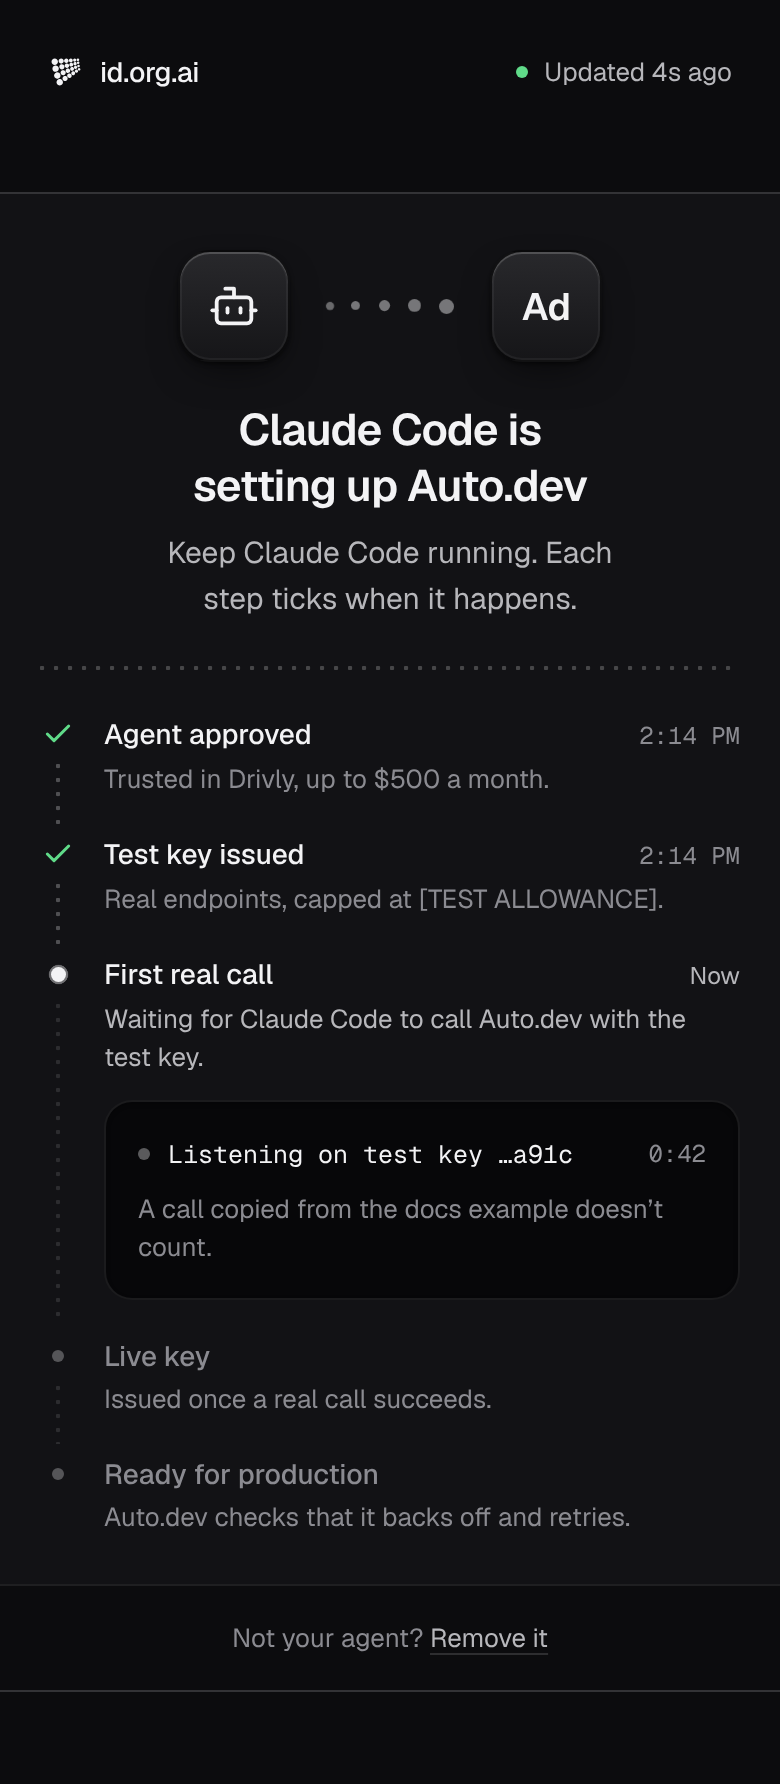 id.org.ai
Updated 4s ago
Ad
Claude Code is
setting up Auto.dev
Keep Claude Code running. Each
step ticks when it happens.
Agent approved
2:14 PM
Trusted in Drivly, up to $500 a month.
Test key issued
2:14 PM
Real endpoints, capped at [TEST ALLOWANCE].
First real call
Now
Waiting for Claude Code to call Auto.dev with the
test key.
Listening on test key …a91c
0:42
A call copied from the docs example doesn’t
count.
Live key
Issued once a real call succeeds.
Ready for production
Auto.dev checks that it backs off and retries.
Not your agent? Remove it